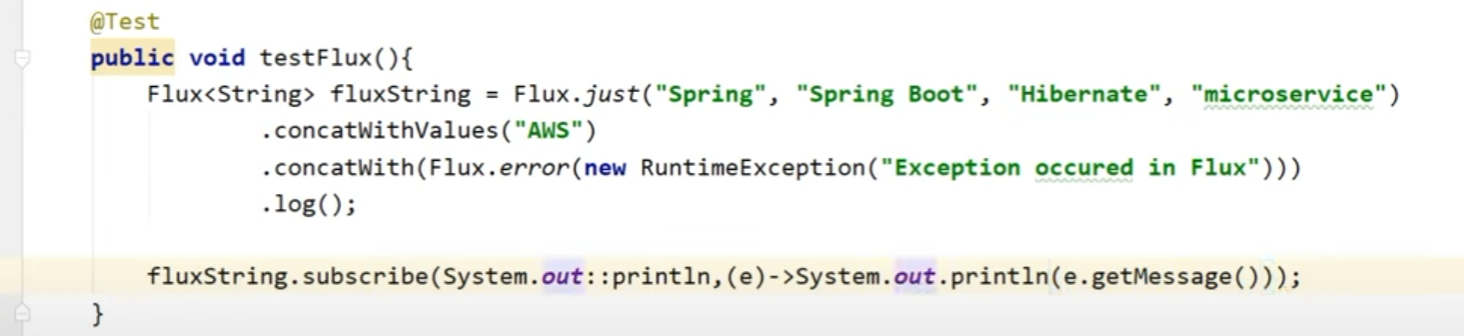 @Test
public void testFlux(){
Flux<String> fluxString = Flux.just("Spring", "Spring Boot", "Hibernate", "microservice")
.concatWithValues("AWS")
.concatWith(Flux.error(new RuntimeException("Exception occured in Flux")))
.log();
fluxString.subscribe(System.out::println,(e)->System.out.println(e.getMessage()));
}